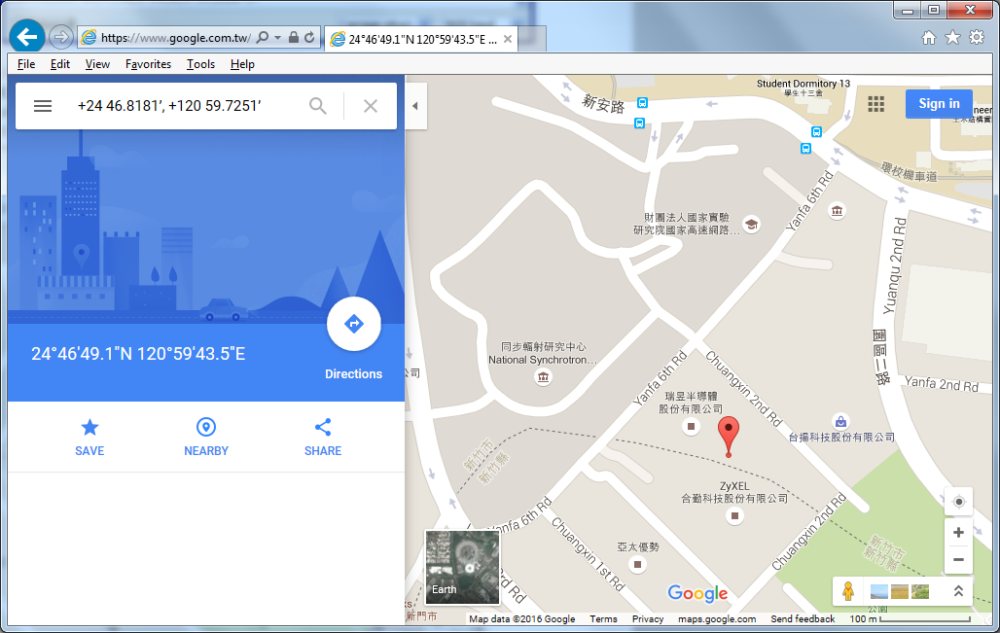 https://www.google.com.tw/
24°46'49.1"N 120°59'43.5"E ...
File Edit View Favorites Tools Help
+24 46.8181', +120 59.7251'
24°46'49.1"N 120°59'43.5"E
Directions
SAVE NEARBY SHARE
Sign in
Student Dormitory 13
學生十三舍
新安路
環校機車道
Yanfa 6th Rd
財團法人國家實驗
研究院國家高速網路...
Yuanqu 2nd Rd
園區二路
同步輻射研究中心
National Synchrotron...
公司
Yanfa 6th Rd
Chuangxin 2nd Rd
Yanfa 2nd Rd
瑞昱半導體
股份有限公司
台揚科技股份有限公司
新竹市
新竹縣
ZyXEL
合勤科技股份有限公司
Yanfa 6th Rd
Chuangxin 2nd Rd
亞太優勢
Chuangxin 1st Rd
新竹市
新竹縣
3rd Rd
Earth
Google
新門市
公園
Map data ©2016 Google Terms Privacy maps.google.com Send feedback 100 m